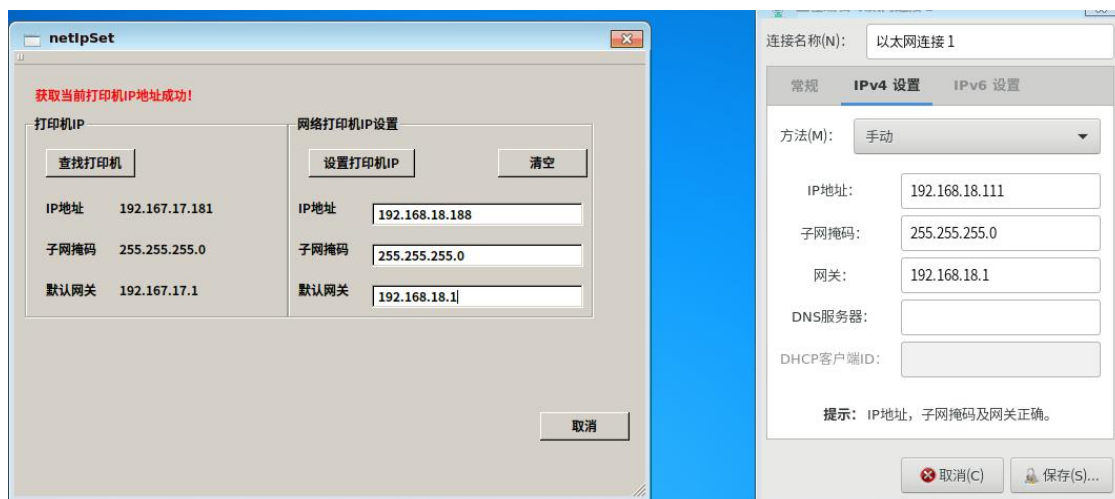 netIpSet
获取当前打印机IP地址成功!
打印机IP
查找打印机
IP地址 192.167.17.181
子网掩码 255.255.255.0
默认网关 192.167.17.1
网络打印机IP设置
设置打印机IP 清空
IP地址 192.168.18.188
子网掩码 255.255.255.0
默认网关 192.168.18.1
取消
连接名称(N): 以太网连接 1
常规 IPv4 设置 IPv6 设置
方法(M): 手动
IP地址: 192.168.18.111
子网掩码: 255.255.255.0
网关: 192.168.18.1
DNS服务器:
DHCP客户端ID:
提示: IP地址，子网掩码及网关正确。
取消(C) 保存(S)...